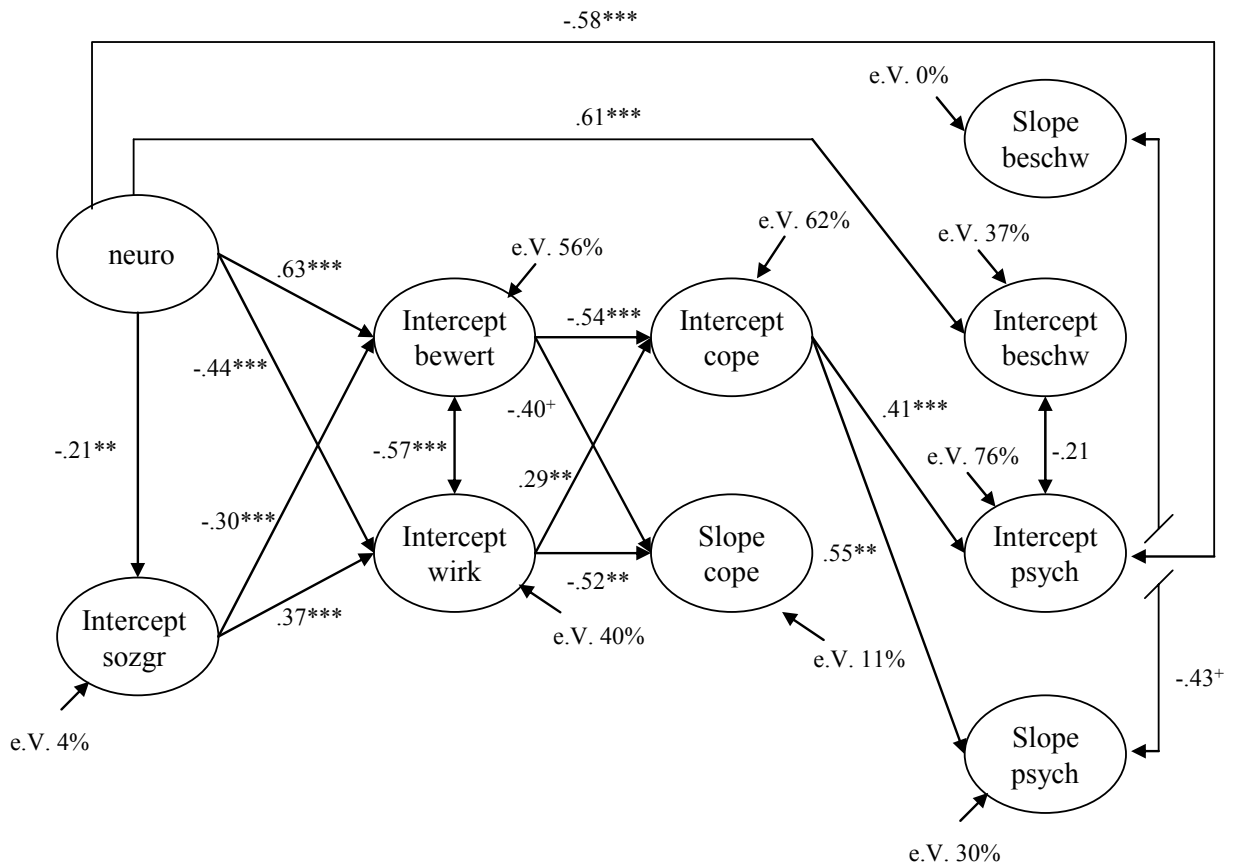 -.58***
e.V. 0%
Slope
beschw
.61***
neuro
e.V. 62%
e.V. 37%
e.V. 56%
.63***
Intercept
bewert
-.54***
Intercept
cope
Intercept
beschw
-.44***
-.40⁺
.41***
-.21**
-.57***
-.21
e.V. 76%
.29**
-.30***
Intercept
wirk
Slope
cope
.55**
Intercept
psych
-.52**
.37***
Intercept
sozgr
e.V. 40%
e.V. 11%
-.43⁺
e.V. 4%
Slope
psych
e.V. 30%